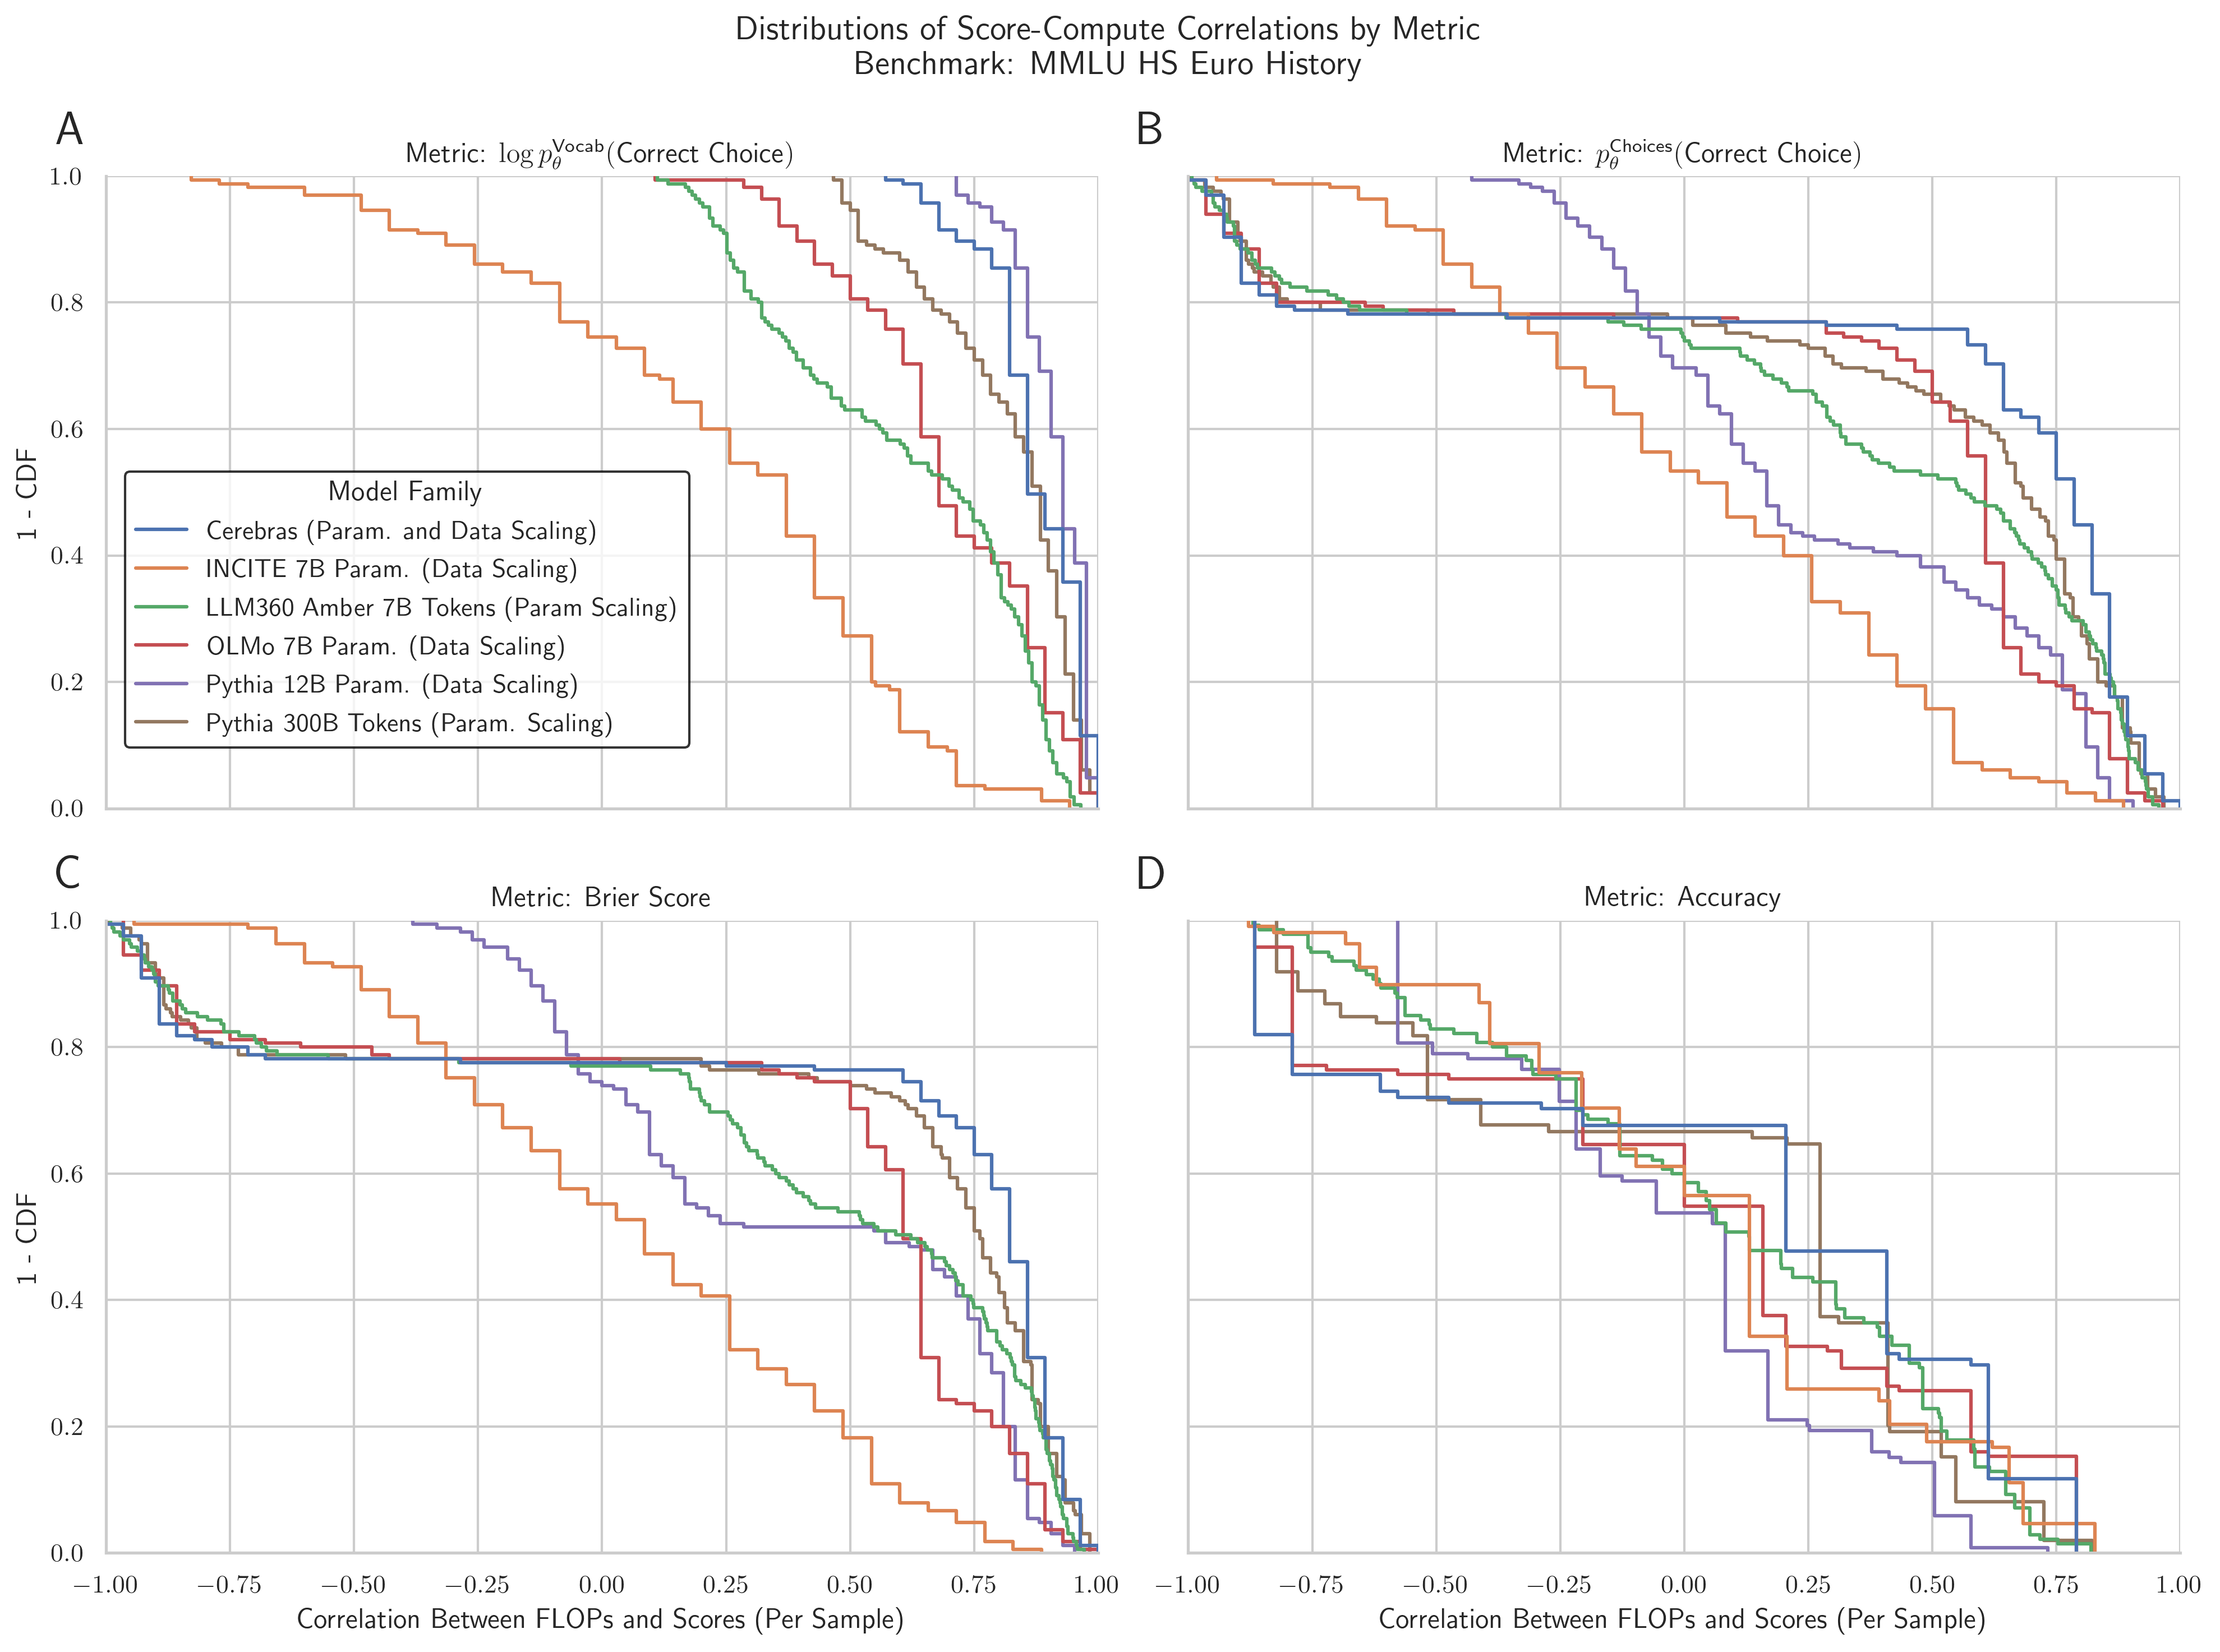 Distributions of Score-Compute Correlations by Metric
Benchmark: MMLU HS Euro History
A
Metric: log p_θ^Vocab(Correct Choice)
1.0
0.8
0.6
0.4
0.2
0.0
1 - CDF
Model Family
Cerebras (Param. and Data Scaling)
INCITE 7B Param. (Data Scaling)
LLM360 Amber 7B Tokens (Param Scaling)
OLMo 7B Param. (Data Scaling)
Pythia 12B Param. (Data Scaling)
Pythia 300B Tokens (Param. Scaling)
B
Metric: p_θ^Choices(Correct Choice)
C
Metric: Brier Score
1.0
0.8
0.6
0.4
0.2
0.0
1 - CDF
−1.00 −0.75 −0.50 −0.25 0.00 0.25 0.50 0.75 1.00
Correlation Between FLOPs and Scores (Per Sample)
D
Metric: Accuracy
−1.00 −0.75 −0.50 −0.25 0.00 0.25 0.50 0.75 1.00
Correlation Between FLOPs and Scores (Per Sample)